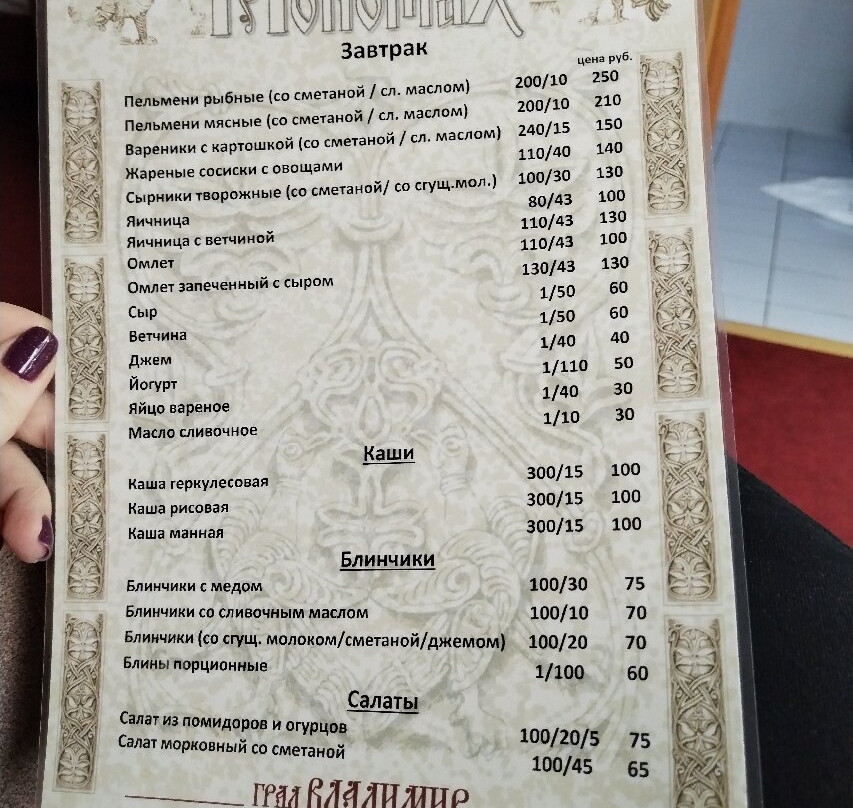 Мономах
Завтрак
цена руб.
Пельмени рыбные (со сметаной / сл. маслом) 200/10 250
Пельмени мясные (со сметаной / сл. маслом) 200/10 210
Вареники с картошкой (со сметаной / сл. маслом) 240/15 150
Жареные сосиски с овощами 110/40 140
Сырники творожные (со сметаной/ со сгущ.мол.) 100/30 130
Яичница 80/43 100
Яичница с ветчиной 110/43 130
Омлет 110/43 100
Омлет запеченный с сыром 130/43 130
Сыр 1/50 60
Ветчина 1/50 60
Джем 1/40 40
Йогурт 1/110 50
Яйцо вареное 1/40 30
Масло сливочное 1/10 30
Каши
Каша геркулесовая 300/15 100
Каша рисовая 300/15 100
Каша манная 300/15 100
Блинчики
Блинчики с медом 100/30 75
Блинчики со сливочным маслом 100/10 70
Блинчики (со сгущ. молоком/сметаной/джемом) 100/20 70
Блины порционные 1/100 60
Салаты
Салат из помидоров и огурцов 100/20/5 75
Салат морковный со сметаной 100/45 65
град Владимир